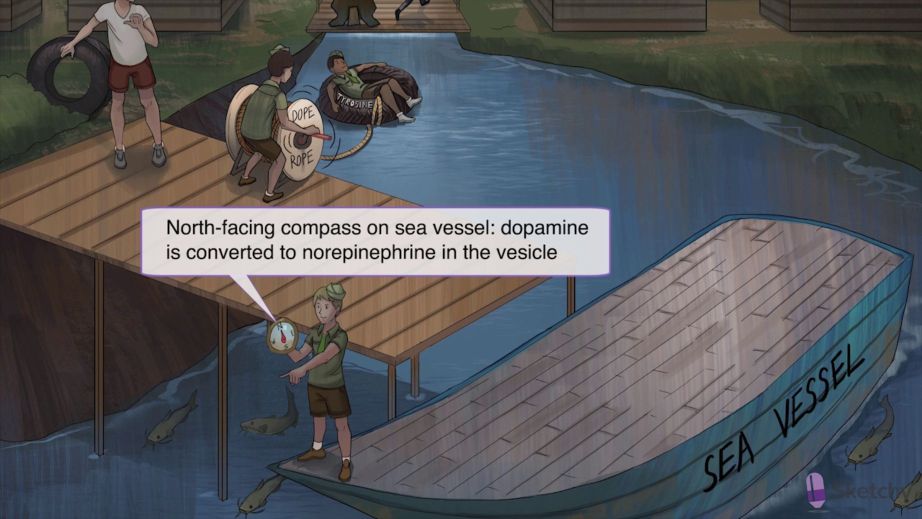 DOPE
ROPE
TYROSINE
North-facing compass on sea vessel: dopamine
is converted to norepinephrine in the vesicle
SEA VESSEL
Sketchy